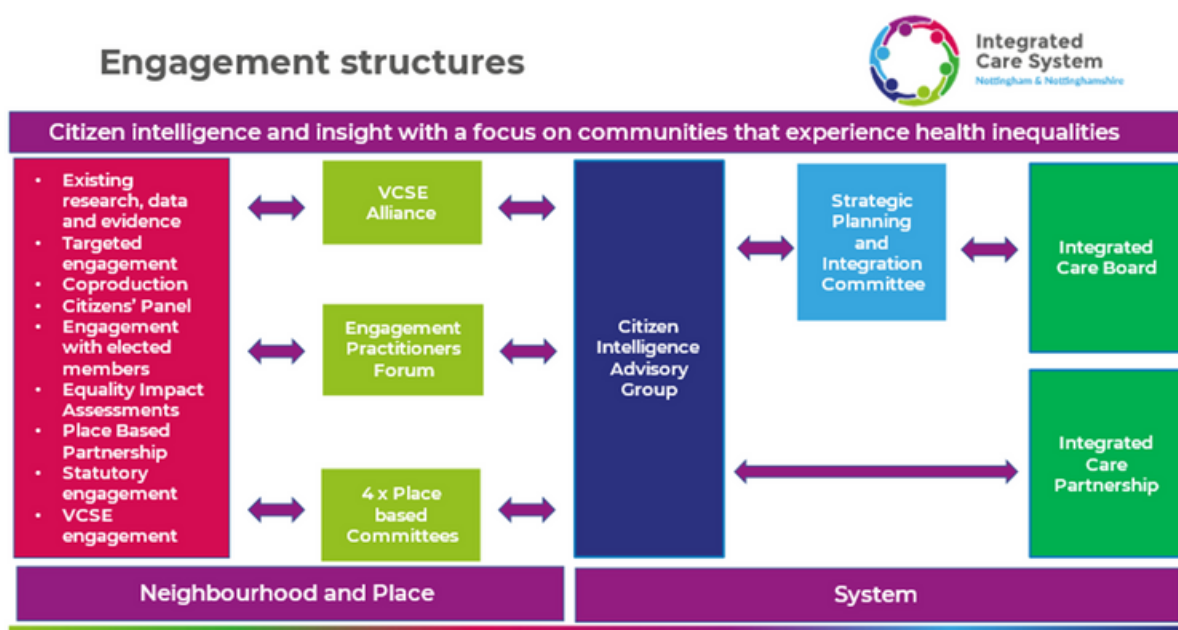 Engagement structures
Integrated
Care System
Nottingham & Nottinghamshire
Citizen intelligence and insight with a focus on communities that experience health inequalities
• Existing
research, data
and evidence
• Targeted
engagement
• Coproduction
• Citizens' Panel
• Engagement
with elected
members
• Equality Impact
Assessments
• Place Based
Partnership
• Statutory
engagement
• VCSE
engagement
VCSE
Alliance
Engagement
Practitioners
Forum
4 x Place
based
Committees
Citizen
Intelligence
Advisory
Group
Strategic
Planning
and
Integration
Committee
Integrated
Care Board
Integrated
Care
Partnership
Neighbourhood and Place
System